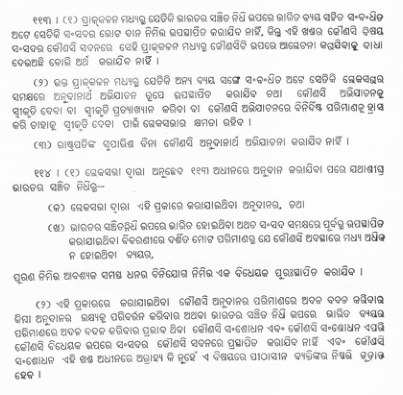 ୧୧୩ । (୧) ପ୍ରାକ୍କଳନ ମଧ୍ୟରୁ ଯେତିକି ଭାରତର ସଞ୍ଚିତ ନିଧି ଉପରେ ଭାରିତ ବ୍ୟୟ ସହିତ ସଂବନ୍ଧିତ
ଅଟେ ସେତିକି ସଂସଦର ଭୋଟ ଦାନ ନିମିତ୍ତ ଉପସ୍ଥାପିତ କରାଯିବ ନାହିଁ, କିନ୍ତୁ ଏହି ଖଣ୍ଡର କୌଣସି ବିଷୟ
ସଂସଦର କୌଣସି ସଦନରେ ସେହି ପ୍ରାକ୍କଳନ ମଧ୍ୟରୁ କୌଣସିଟି ଉପରେ ଆଲୋଚନା କରାଯିବାକୁ ବାଧା
ଦେଉଅଛି ବୋଲି ଅର୍ଥ କରାଯିବ ନାହିଁ ।
(୨) ଉକ୍ତ ପ୍ରାକ୍କଳନ ମଧ୍ୟରୁ ଯେତିକି ଅନ୍ୟ ବ୍ୟୟ ସଙ୍ଗେ ସଂବନ୍ଧିତ ଅଟେ ସେତିକି ଲୋକସଭାର
ସମକ୍ଷରେ ଅନୁଦାନାର୍ଥ ଅଭିଯାଚନ ରୂପେ ଉପସ୍ଥାପିତ କରାଯିବ ତଥା କୌଣସି ଅଭିଯାଚନକୁ
ସ୍ୱୀକୃତି ଦେବା ବା ସ୍ୱୀକୃତି ପ୍ରତ୍ୟାଖ୍ୟାନ କରିବା ବା କୌଣସି ଅଭିଯାଚନରେ ବିନିର୍ଦ୍ଦିଷ୍ଟ ପରିମାଣକୁ ହ୍ରାସ
କରି ତାହାକୁ ସ୍ୱୀକୃତି ଦେବା ପାଇଁ ଲୋକସଭାର କ୍ଷମତା ରହିବ ।
(୩) ରାଷ୍ଟ୍ରପତିଙ୍କ ସୁପାରିଶ ବିନା କୌଣସି ଅନୁଦାନାର୍ଥ ଅଭିଯାଚନ କରାଯିବ ନାହିଁ ।
୧୧୪ । (୧) ଲୋକସଭା ଦ୍ୱାରା ଅନୁଚ୍ଛେଦ ୧୧୩ ଅଧୀନରେ ଅନୁଦାନ କରାଯିବା ପରେ ଯଥାଶୀଘ୍ର
ଭାରତର ସଞ୍ଚିତ ନିଧିରୁ—
(କ) ଲୋକସଭା ଦ୍ୱାରା ଏହି ପ୍ରକାରେ କରାଯାଇଥିବା ଅନୁଦାନର, ତଥା
(ଖ) ଭାରତର ସଞ୍ଚିତନିଧି ଉପରେ ଭାରିତ ହୋଇଥିବା ଅଥଚ ସଂସଦ ସମକ୍ଷରେ ପୂର୍ବରୁ ଉପସ୍ଥାପିତ
କରାଯାଇଥିବା ବିବରଣୀରେ ଦର୍ଶିତ ମୋଟ ପରିମାଣରୁ ଯେ କୌଣସି ଅବସ୍ଥାରେ ମଧ୍ୟ ଅଧିକ
ନ ହୋଇଥିବା ବ୍ୟୟର,
ପୂରଣ ନିମିତ୍ତ ଆବଶ୍ୟକ ସମସ୍ତ ଧନର ବିନିଯୋଗ ନିମିତ୍ତ ଏକ ବିଧେୟକ ପୁରଃସ୍ଥାପିତ କରାଯିବ ।
(୨) ଏହି ପ୍ରକାରରେ କରାଯାଇଥିବା କୌଣସି ଅନୁଦାନର ପରିମାଣରେ ଅଦଳ ବଦଳ କରିବାର
କିମ୍ବା ଅନୁଦାନର ଲକ୍ଷ୍ୟକୁ ପରିବର୍ତ୍ତନ କରିବାର ଅଥବା ଭାରତର ସଞ୍ଚିତ ନିଧି ଉପରେ ଭାରିତ ବ୍ୟୟର
ପରିମାଣରେ ଅଦଳ ବଦଳ କରିବାର ପ୍ରଭାବ ଥିବା କୌଣସି ସଂଶୋଧନ ଏବଂ କୌଣସି ସଂଶୋଧନ ଏପରି
କୌଣସି ବିଧେୟକ ଉପରେ ସଂସଦର କୌଣସି ସଦନରେ ପ୍ରସ୍ତାବିତ କରାଯିବ ନାହିଁ ଏବଂ କୌଣସି
ସଂଶୋଧନ ଏହି ଖଣ୍ଡ ଅଧୀନରେ ଅଗ୍ରାହ୍ୟ କି ନୁହେଁ ଏ ବିଷୟରେ ପୀଠାସୀନ ବ୍ୟକ୍ତିଙ୍କର ନିଷ୍ପତ୍ତି ଚୂଡ଼ାନ୍ତ
ହେବ ।